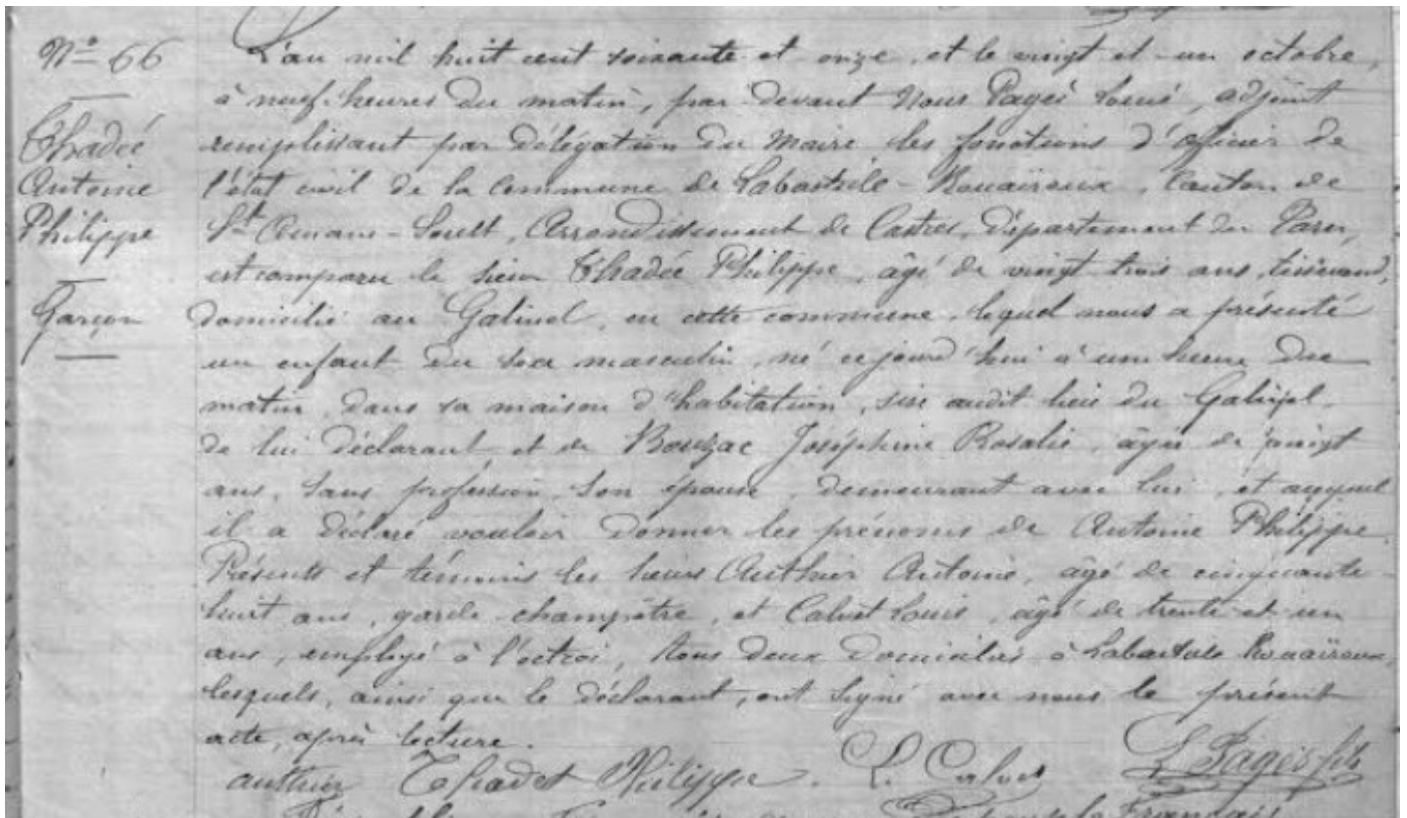 N° 66
Thadée
Antoine
Philippe
Garçon
L'an mil huit cent soixante et onze, et le vingt et un octobre,
à neuf heures du matin, par devant Nous Pagès Louis, adjoint
remplissant par délégation du Maire les fonctions d'officier de
l'état civil de la Commune de Labastide-Rouairoux, Canton de
St Amans-Soult, Arrondissement de Castres, département du Tarn,
est comparu le sieur Thadée Philippe, âgé de vingt trois ans, tisserand,
domicilié au Galinel, en cette commune, lequel nous a présenté
un enfant du sexe masculin, né ce jourd'hui à une heure du
matin, dans sa maison d'habitation, sise audit lieu du
de lui déclarant et de Bouzac Joséphine Rosalie, âgée de vingt
ans, sans profession, son épouse, demeurant avec lui, et auquel
il a déclaré vouloir donner les prénoms de Antoine Philippe.
Présents et témoins les sieurs Authier Antoine, âgé de cinquante-
huit ans, garde-champêtre, et Calvet Louis, âgé de trente-et-un
ans, employé à l'octroi, tous deux domiciliés à Labastide Rouairoux,
lesquels, ainsi que le déclarant, ont signé avec nous le présent
acte, après lecture.
authier Thadet Philippe. L. Calvet L. Pagès fils